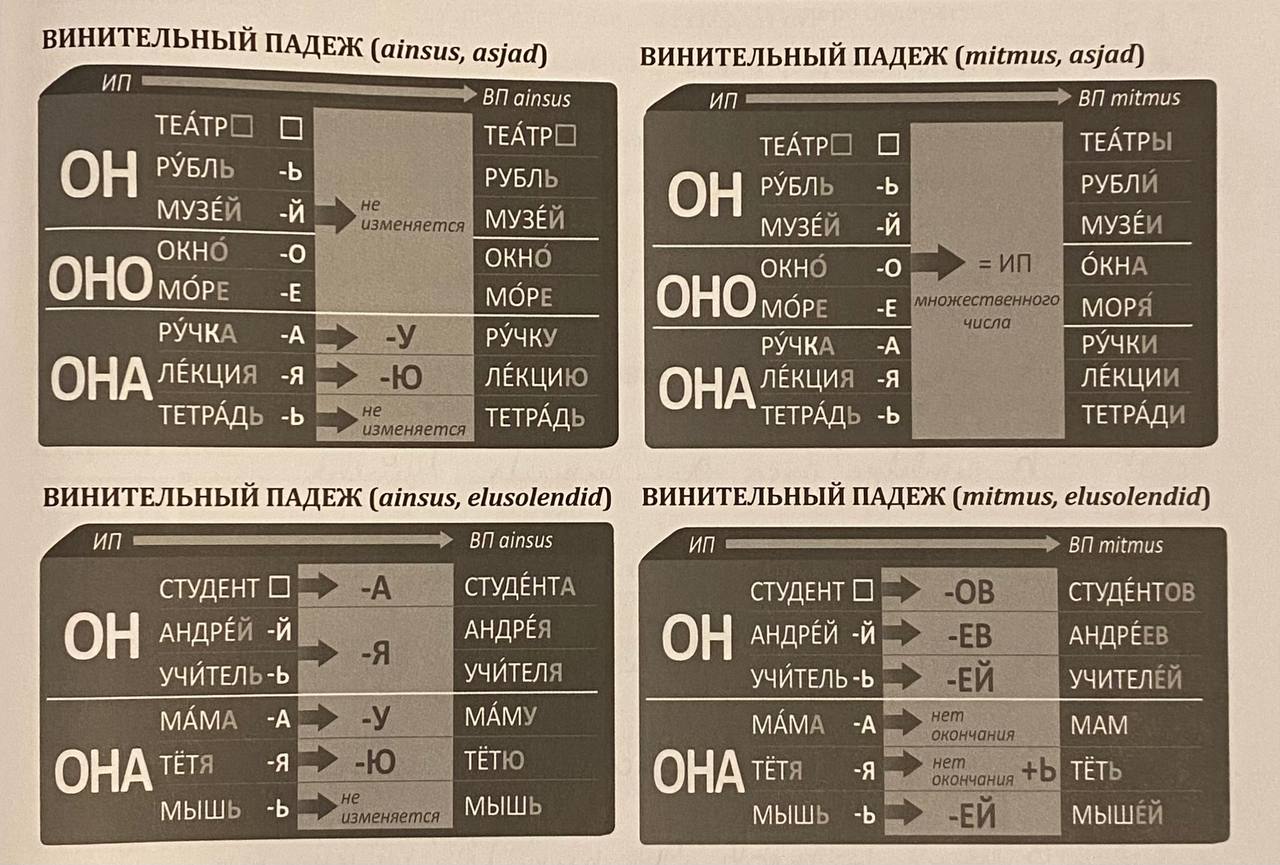 ВИНИТЕЛЬНЫЙ ПАДЕЖ (ainsus, asjad)
ИП ВП ainsus
ОН
ТЕА́ТР□ □ ТЕА́ТР□
РУ́БЛЬ -Ь РУБЛЬ
МУЗЕ́Й -Й не изменяется МУЗЕ́Й
ОНО
ОКНО́ -О ОКНО́
МО́РЕ -Е МО́РЕ
ОНА
РУ́ЧКА -А -У РУ́ЧКУ
ЛЕ́КЦИЯ -Я -Ю ЛЕ́КЦИЮ
ТЕТРА́ДЬ -Ь не изменяется ТЕТРА́ДЬ
ВИНИТЕЛЬНЫЙ ПАДЕЖ (mitmus, asjad)
ИП ВП mitmus
ОН
ТЕА́ТР□ □ ТЕА́ТРЫ
РУ́БЛЬ -Ь РУБЛИ́
МУЗЕ́Й -Й МУЗЕ́И
= ИП
множественного
числа
ОНО
ОКНО́ -О О́КНА
МО́РЕ -Е МОРЯ́
ОНА
РУ́ЧКА -А РУ́ЧКИ
ЛЕ́КЦИЯ -Я ЛЕ́КЦИИ
ТЕТРА́ДЬ -Ь ТЕТРА́ДИ
ВИНИТЕЛЬНЫЙ ПАДЕЖ (ainsus, elusolendid)
ИП ВП ainsus
ОН
СТУДЕНТ □ -А СТУДЕ́НТА
АНДРЕ́Й -Й -Я АНДРЕ́Я
УЧИ́ТЕЛЬ -Ь УЧИ́ТЕЛЯ
ОНА
МА́МА -А -У МА́МУ
ТЁТЯ -Я -Ю ТЁТЮ
МЫШЬ -Ь не изменяется МЫШЬ
ВИНИТЕЛЬНЫЙ ПАДЕЖ (mitmus, elusolendid)
ИП ВП mitmus
ОН
СТУДЕНТ □ -ОВ СТУДЕ́НТОВ
АНДРЕ́Й -Й -ЕВ АНДРЕ́ЕВ
УЧИ́ТЕЛЬ -Ь -ЕЙ УЧИТЕЛЕ́Й
ОНА
МА́МА -А нет окончания МАМ
ТЁТЯ -Я нет окончания +Ь ТЁТЬ
МЫШЬ -Ь -ЕЙ МЫШЕ́Й